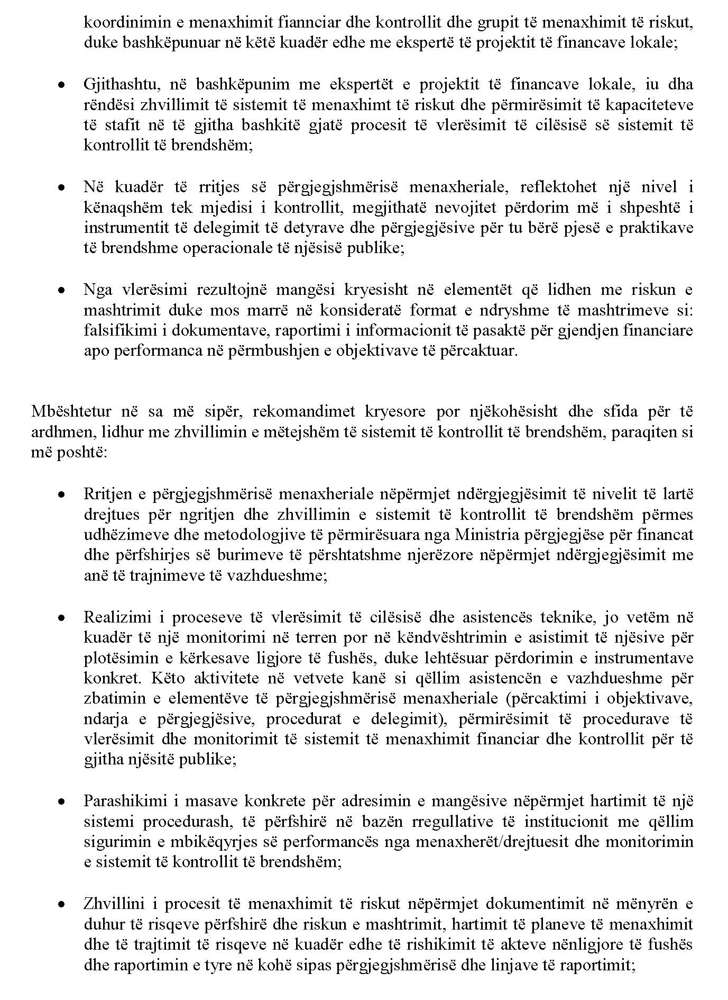 koordinimin e menaxhimit fiannciar dhe kontrollit dhe grupit të menaxhimit të riskut,
duke bashkëpunuar në këtë kuadër edhe me ekspertë të projektit të financave lokale;
• Gjithashtu, në bashkëpunim me ekspertët e projektit të financave lokale, iu dha
rëndësi zhvillimit të sistemit të menaxhimt të riskut dhe përmirësimit të kapaciteteve
të stafit në të gjitha bashkitë gjatë procesit të vlerësimit të cilësisë së sistemit të
kontrollit të brendshëm;
• Në kuadër të rritjes së përgjegjshmërisë menaxheriale, reflektohet një nivel i
kënaqshëm tek mjedisi i kontrollit, megjithatë nevojitet përdorim më i shpeshtë i
instrumentit të delegimit të detyrave dhe përgjegjësive për tu bërë pjesë e praktikave
të brendshme operacionale të njësisë publike;
• Nga vlerësimi rezultojnë mangësi kryesisht në elementët që lidhen me riskun e
mashtrimit duke mos marrë në konsideratë format e ndryshme të mashtrimeve si:
falsifikimi i dokumentave, raportimi i informacionit të pasaktë për gjendjen financiare
apo performanca në përmbushjen e objektivave të përcaktuar.
Mbështetur në sa më sipër, rekomandimet kryesore por njëkohësisht dhe sfida për të
ardhmen, lidhur me zhvillimin e mëtejshëm të sistemit të kontrollit të brendshëm, paraqiten si
më poshtë:
• Rritjen e përgjegjshmërisë menaxheriale nëpërmjet ndërgjegjësimit të nivelit të lartë
drejtues për ngritjen dhe zhvillimin e sistemit të kontrollit të brendshëm përmes
udhëzimeve dhe metodologjive të përmirësuara nga Ministria përgjegjëse për financat
dhe përfshirjes së burimeve të përshtatshme njerëzore nëpërmjet ndërgjegjësimit me
anë të trajnimeve të vazhdueshme;
• Realizimi i proceseve të vlerësimit të cilësisë dhe asistencës teknike, jo vetëm në
kuadër të një monitorimi në terren por në këndvështrimin e asistimit të njësive për
plotësimin e kërkesave ligjore të fushës, duke lehtësuar përdorimin e instrumentave
konkret. Këto aktivitete në vetvete kanë si qëllim asistencën e vazhdueshme për
zbatimin e elementëve të përgjegjshmërisë menaxheriale (përcaktimi i objektivave,
ndarja e përgjegjësive, procedurat e delegimit), përmirësimit të procedurave të
vlerësimit dhe monitorimit të sistemit të menaxhimit financiar dhe kontrollit për të
gjitha njësitë publike;
• Parashikimi i masave konkrete për adresimin e mangësive nëpërmjet hartimit të një
sistemi procedurash, të përfshirë në bazën rregullative të institucionit me qëllim
sigurimin e mbikëqyrjes së performancës nga menaxherët/drejtuesit dhe monitorimin
e sistemit të kontrollit të brendshëm;
• Zhvillini i procesit të menaxhimit të riskut nëpërmjet dokumentimit në mënyrën e
duhur të risqeve përfshirë dhe riskun e mashtrimit, hartimit të planeve të menaxhimit
dhe të trajtimit të risqeve në kuadër edhe të rishikimit të akteve nënligjore të fushës
dhe raportimin e tyre në kohë sipas përgjegjshmërisë dhe linjave të raportimit;